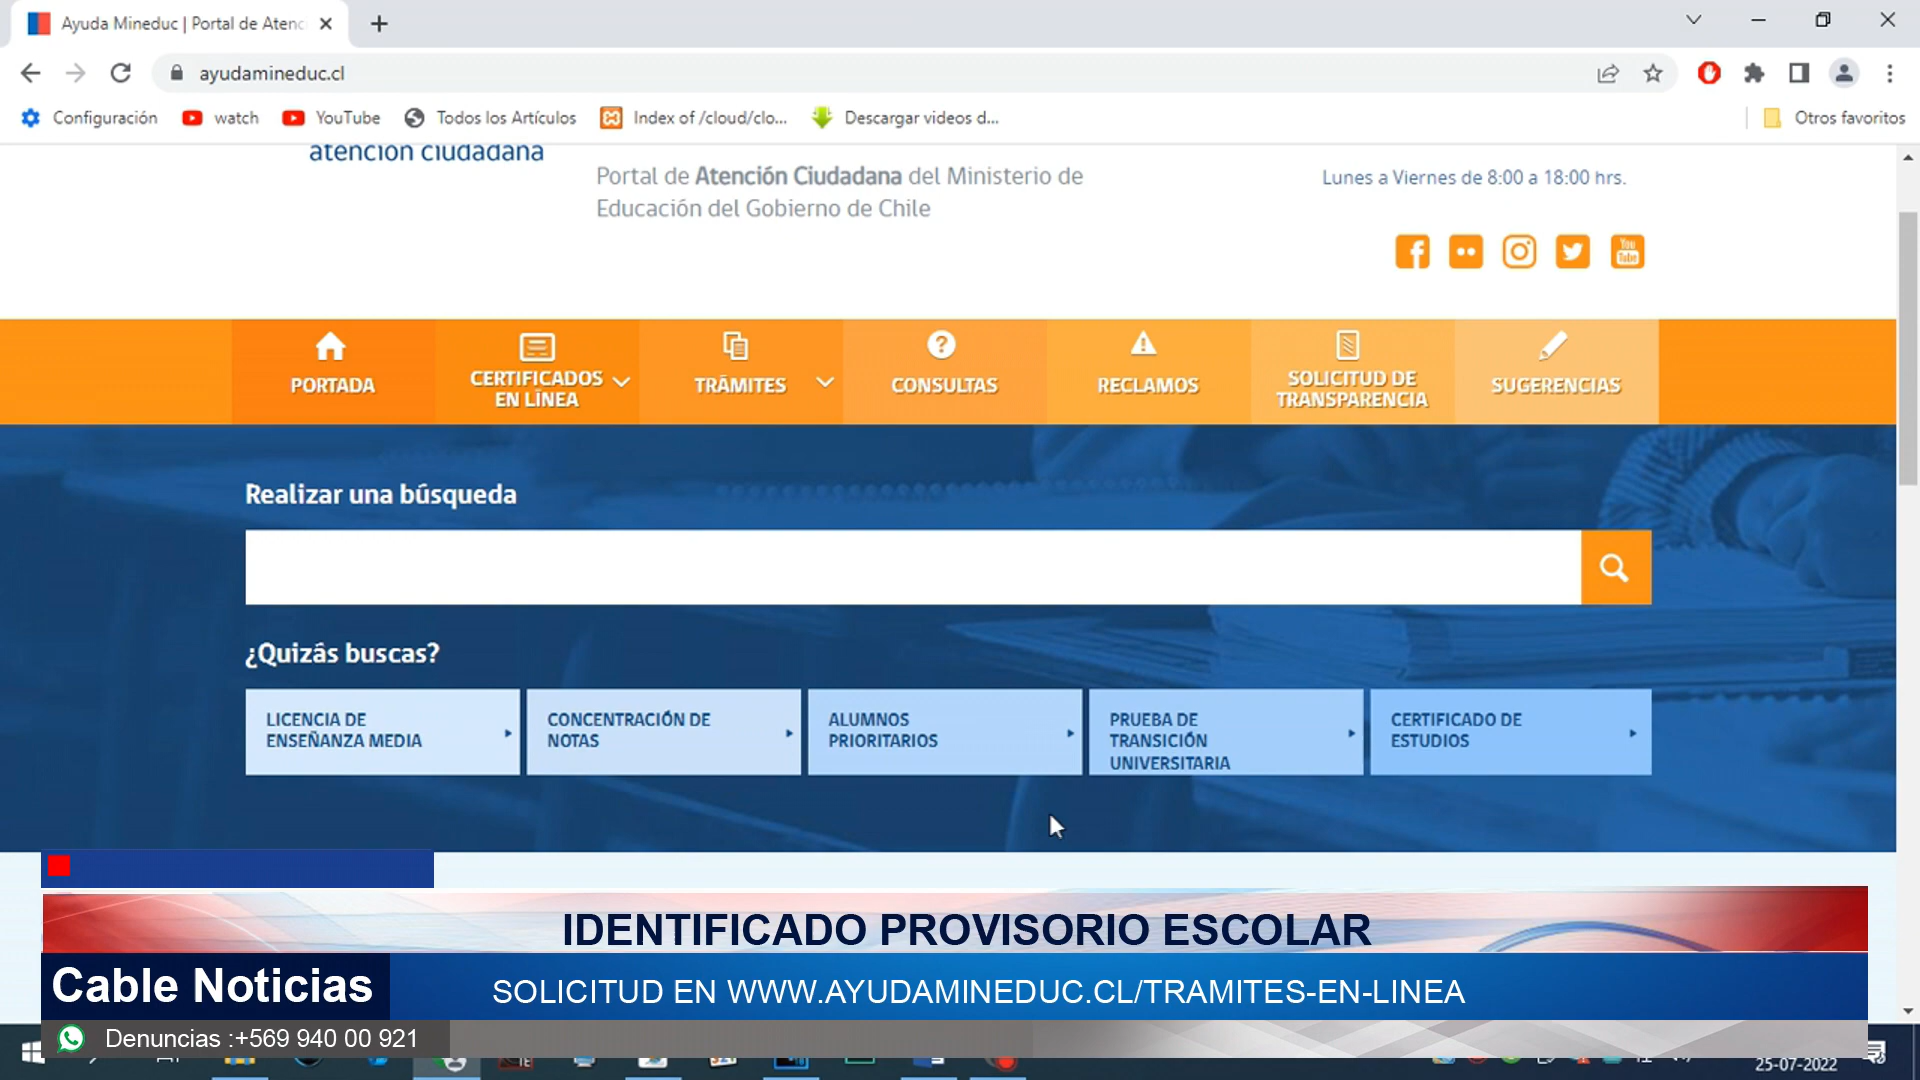 Ayuda Mineduc | Portal de Atenc
ayudamineduc.cl
Configuración
watch
YouTube
Todos los Artículos
Index of /cloud/clo...
Descargar videos d...
Otros favoritos
atención ciudadana
Portal de Atención Ciudadana del Ministerio de
Educación del Gobierno de Chile
Lunes a Viernes de 8:00 a 18:00 hrs.
You
Tube
PORTADA
CERTIFICADOS
EN LÍNEA
TRÁMITES
CONSULTAS
RECLAMOS
SOLICITUD DE
TRANSPARENCIA
SUGERENCIAS
Realizar una búsqueda
¿Quizás buscas?
LICENCIA DE
ENSEÑANZA MEDIA
CONCENTRACIÓN DE
NOTAS
ALUMNOS
PRIORITARIOS
PRUEBA DE
TRANSICIÓN
UNIVERSITARIA
CERTIFICADO DE
ESTUDIOS
IDENTIFICADO PROVISORIO ESCOLAR
Cable Noticias
SOLICITUD EN WWW.AYUDAMINEDUC.CL/TRAMITES-EN-LINEA
Denuncias :+569 940 00 921
25-07-2022